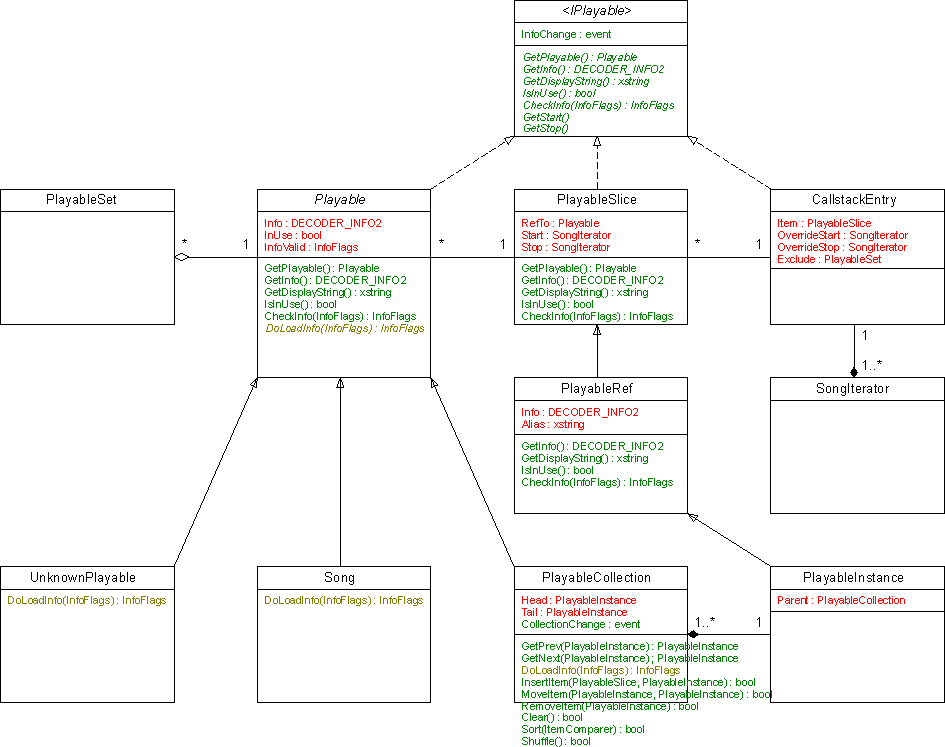 <IPlayable>
InfoChange : event
GetPlayable() : Playable
GetInfo() : DECODER_INFO2
GetDisplayString() : xstring
IsInUse() : bool
CheckInfo(InfoFlags) : InfoFlags
GetStart()
GetStop()
PlayableSet
* 1
Playable
Info : DECODER_INFO2
InUse : bool
InfoValid : InfoFlags
GetPlayable() : Playable
GetInfo() : DECODER_INFO2
GetDisplayString() : xstring
IsInUse() : bool
CheckInfo(InfoFlags) : InfoFlags
DoLoadInfo(InfoFlags) : InfoFlags
* 1
PlayableSlice
RefTo : Playable
Start : SongIterator
Stop : SongIterator
GetPlayable() : Playable
GetInfo() : DECODER_INFO2
GetDisplayString() : xstring
IsInUse() : bool
CheckInfo(InfoFlags) : InfoFlags
* 1
CallstackEntry
Item : PlayableSlice
OverrideStart : SongIterator
OverrideStop : SongIterator
Exclude : PlayableSet
1
1..*
PlayableRef
Info : DECODER_INFO2
Alias : xstring
GetInfo() : DECODER_INFO2
GetDisplayString() : xstring
IsInUse() : bool
CheckInfo(InfoFlags) : InfoFlags
SongIterator
UnknownPlayable
DoLoadInfo(InfoFlags) : InfoFlags
Song
DoLoadInfo(InfoFlags) : InfoFlags
PlayableCollection
Head : PlayableInstance
Tail : PlayableInstance
CollectionChange : event
GetPrev(PlayableInstance) : PlayableInstance
GetNext(PlayableInstance) ; PlayableInstance
DoLoadInfo(InfoFlags) : InfoFlags
InsertItem(PlayableSlice, PlayableInstance) : bool
MoveItem(PlayableInstance, PlayableInstance) : bool
RemoveItem(PlayableInstance) : bool
Clear() : bool
Sort(ItemComparer) : bool
Shuffle() : bool
1..* 1
PlayableInstance
Parent : PlayableCollection